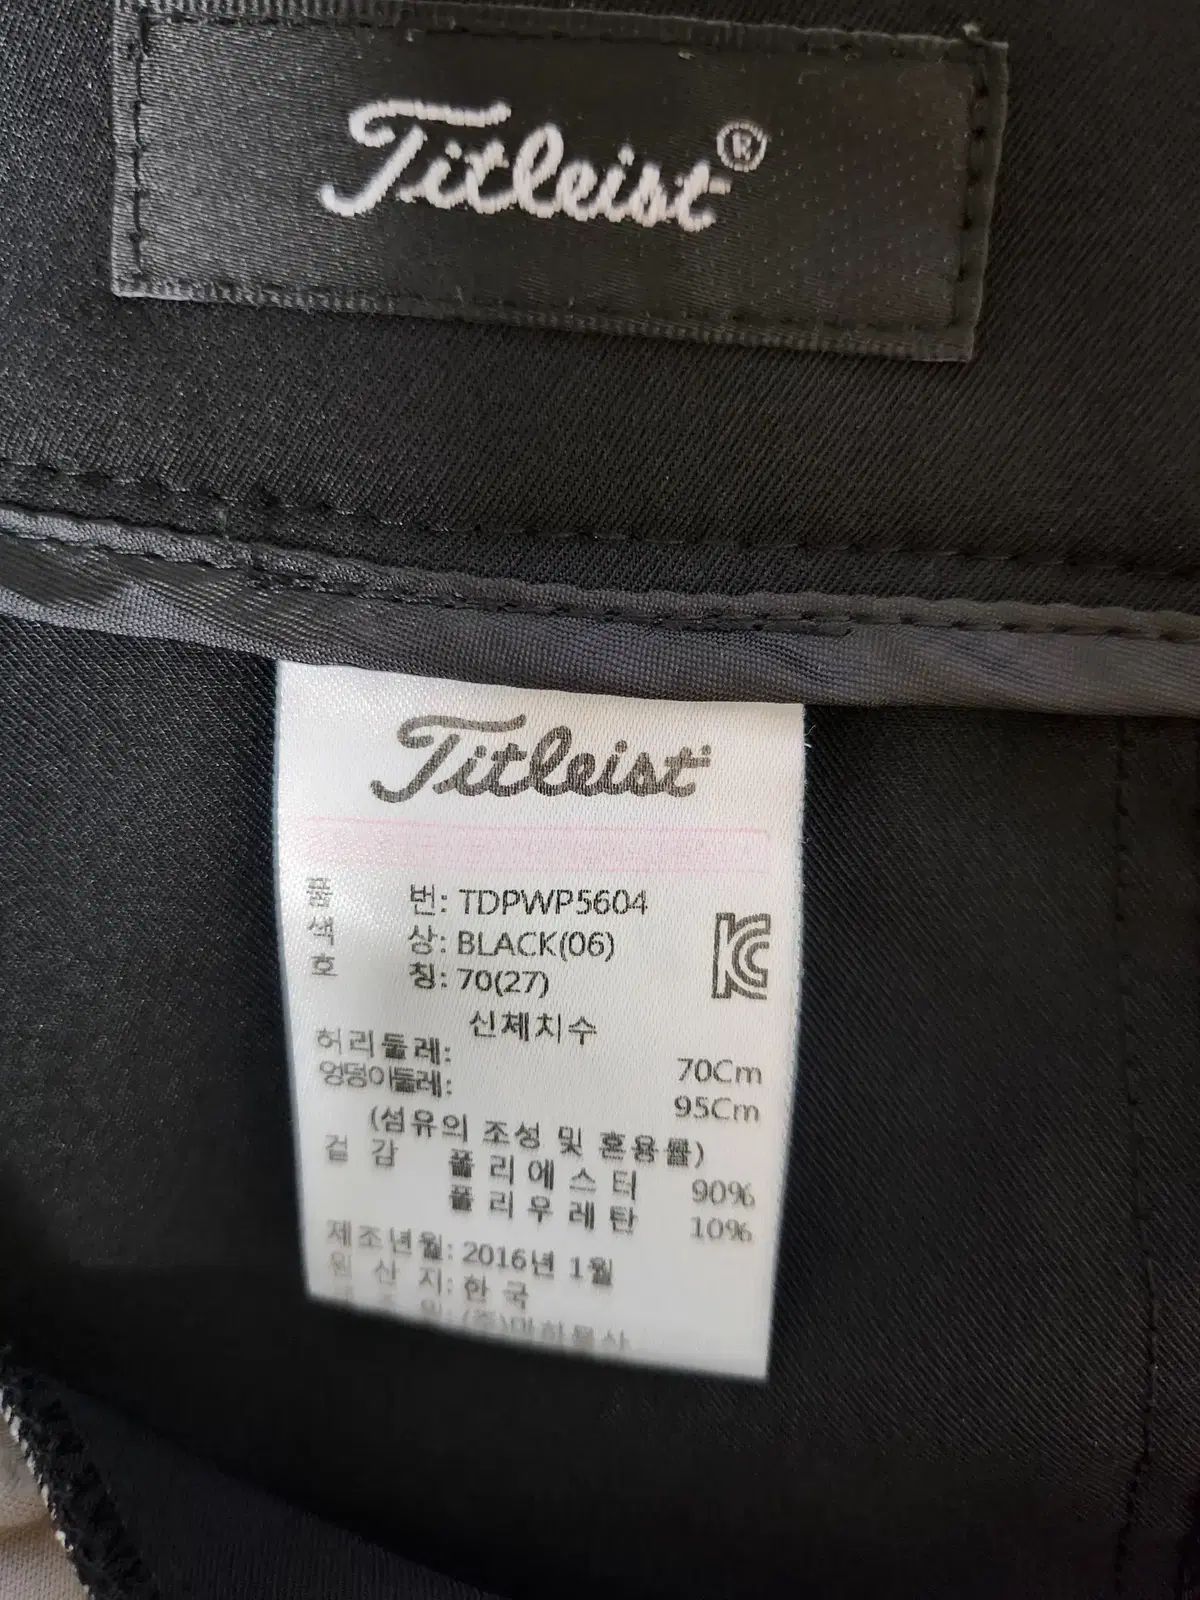 Titleist®
Titleist
품 번: TDPWP5604
색 상: BLACK(06)
호 칭: 70(27)
KC
신체치수
허리둘레: 70Cm
엉덩이둘레: 95Cm
(섬유의 조성 및 혼용률)
겉 감 폴리에스터 90%
폴리우레탄 10%
제조년월: 2016년 1월
원 산 지: 한 국